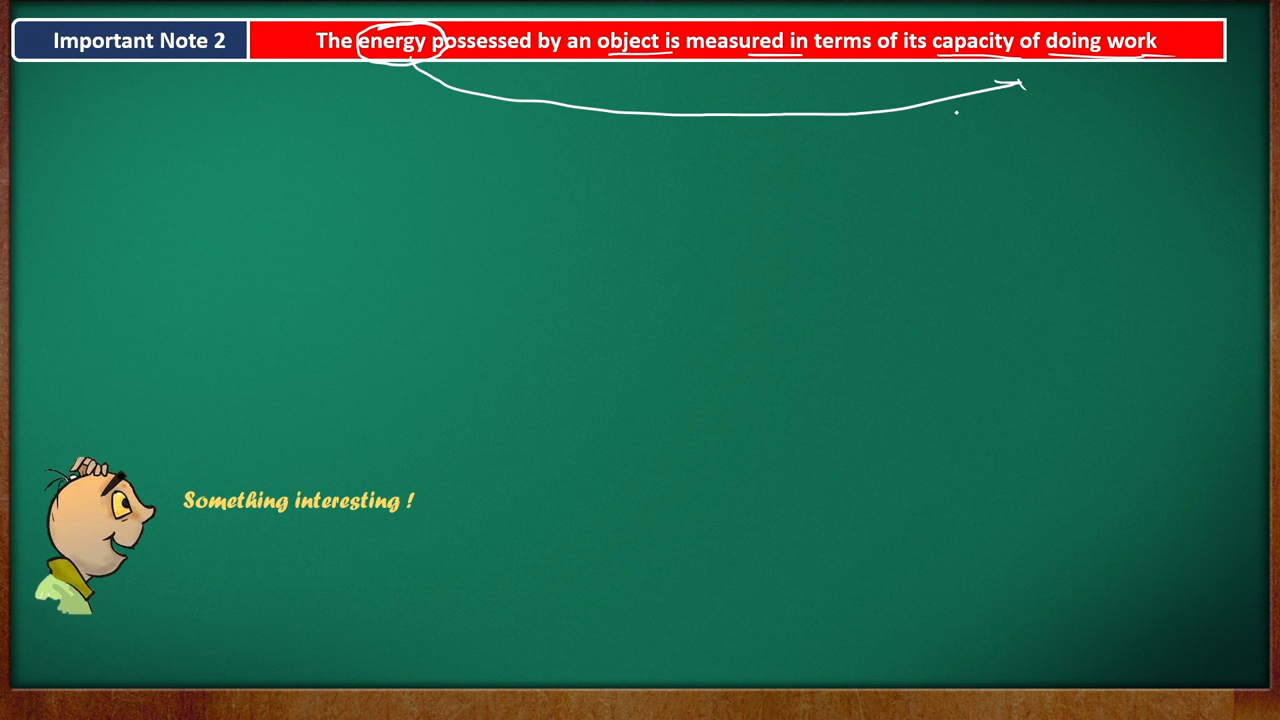 Important Note 2
The energy possessed by an object is measured in terms of its capacity of doing work
Something interesting !